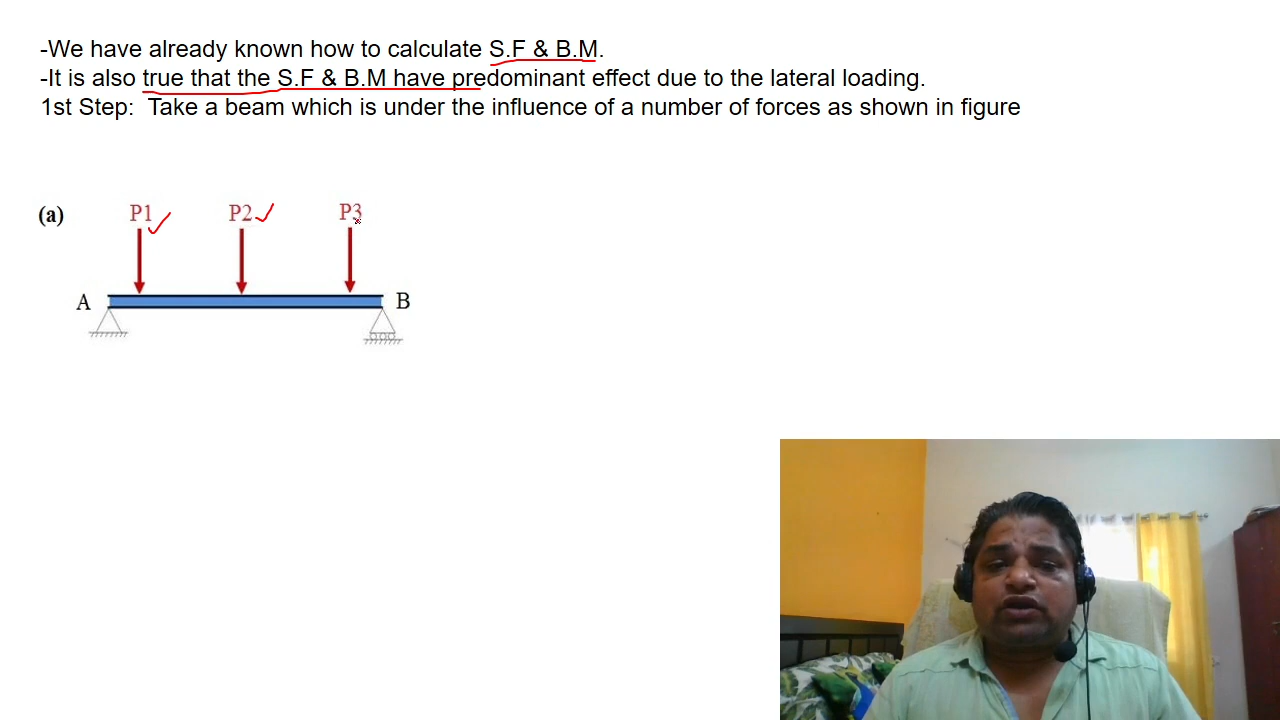 -We have already known how to calculate S.F & B.M.
-It is also true that the S.F & B.M have predominant effect due to the lateral loading.
1st Step:  Take a beam which is under the influence of a number of forces as shown in figure
(a) P1 P2 P3
A B